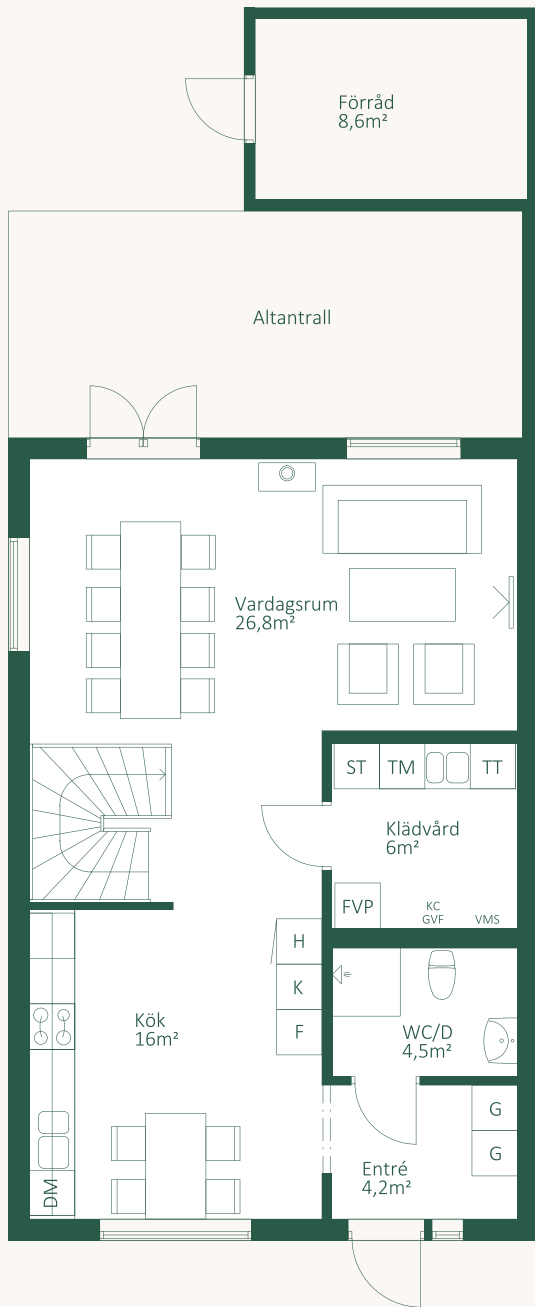 Förråd
8,6m²
Altantrall
Vardagsrum
26,8m²
ST
TM
TT
Klädvård
6m²
FVP
KC
GVF
VMS
H
K
F
Kök
16m²
WC/D
4,5m²
G
G
Entré
4,2m²
DM